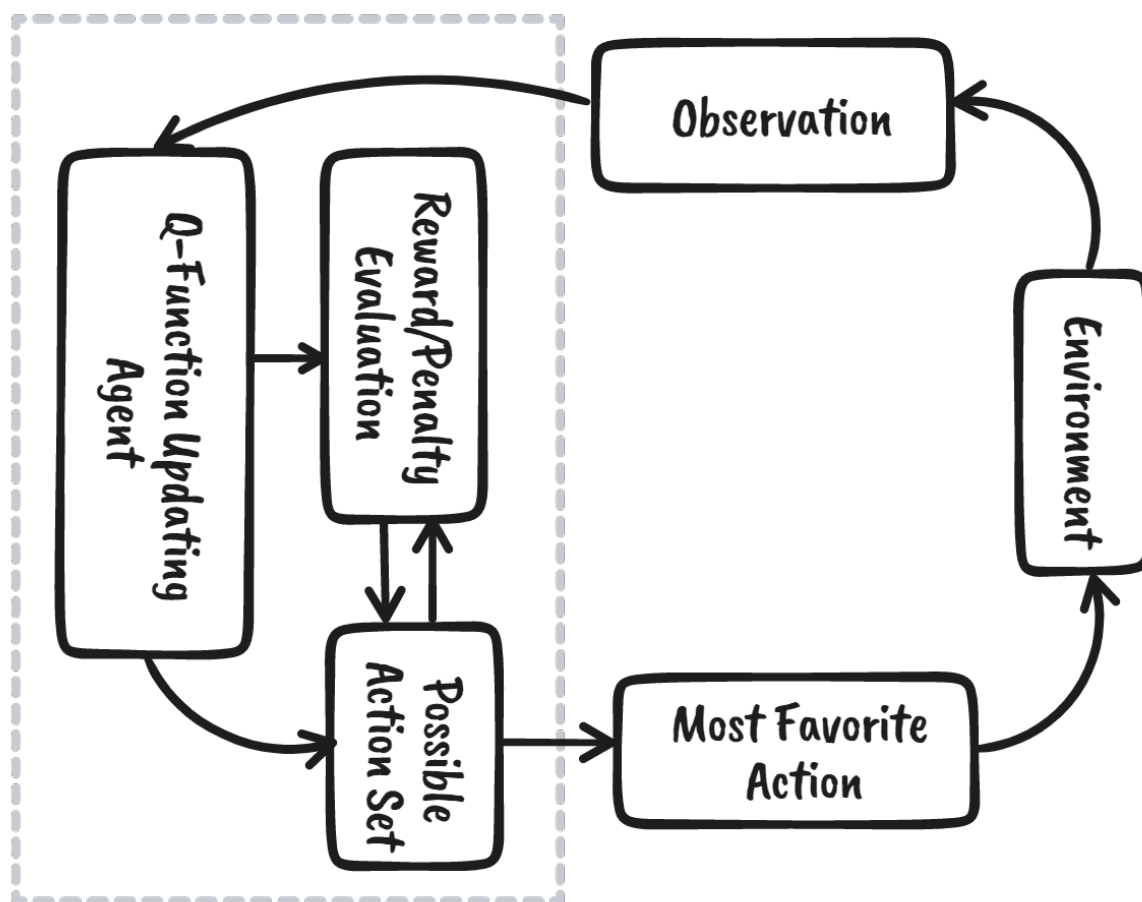 Observation
Q-Function Updating
Agent
Reward/Penalty
Evaluation
Environment
Possible
Action Set
Most Favorite
Action